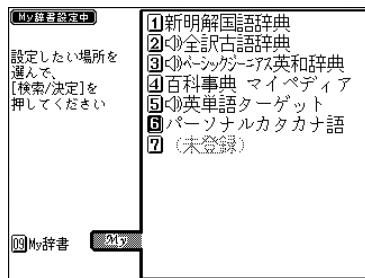 My辞書設定中
設定したい場所を
選んで、
[検索/決定]を
押してください
1新明解国語辞典
2全訳古語辞典
3ベーシックジーニアス英和辞典
4百科事典 マイペディア
5英単語ターゲット
6パーソナルカタカナ語
7 (未登録)
09My辞書 My